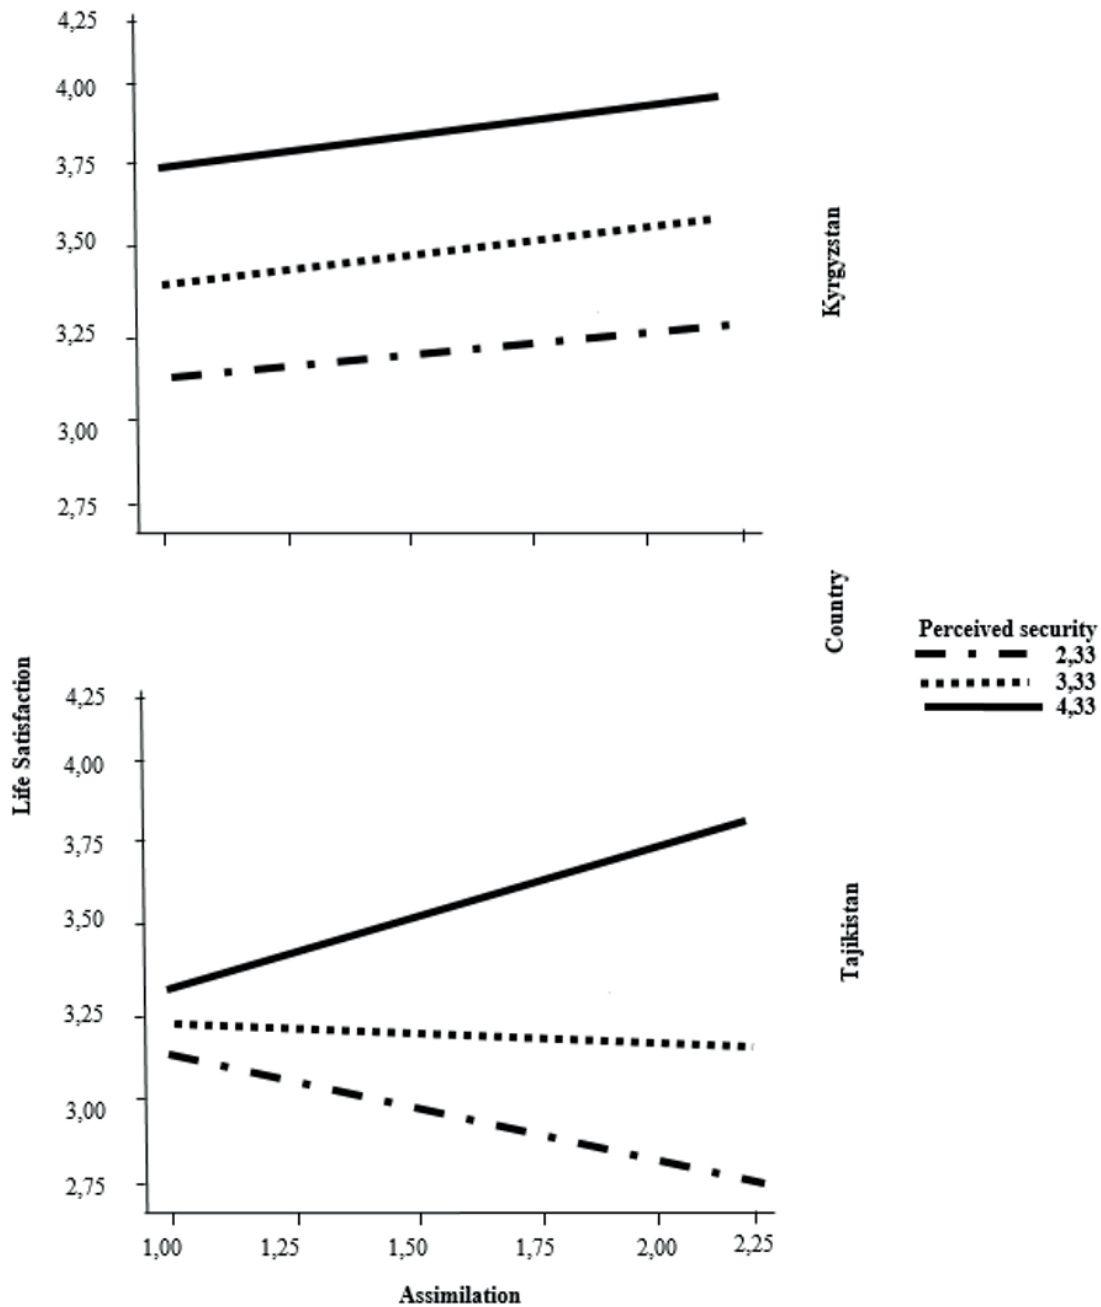 4,25
4,00
3,75
3,50
3,25
3,00
2,75
Kyrgyzstan
Country
Perceived security
2,33
3,33
4,33
Life Satisfaction
4,25
4,00
3,75
3,50
3,25
3,00
2,75
Tajikistan
1,00 1,25 1,50 1,75 2,00 2,25
Assimilation